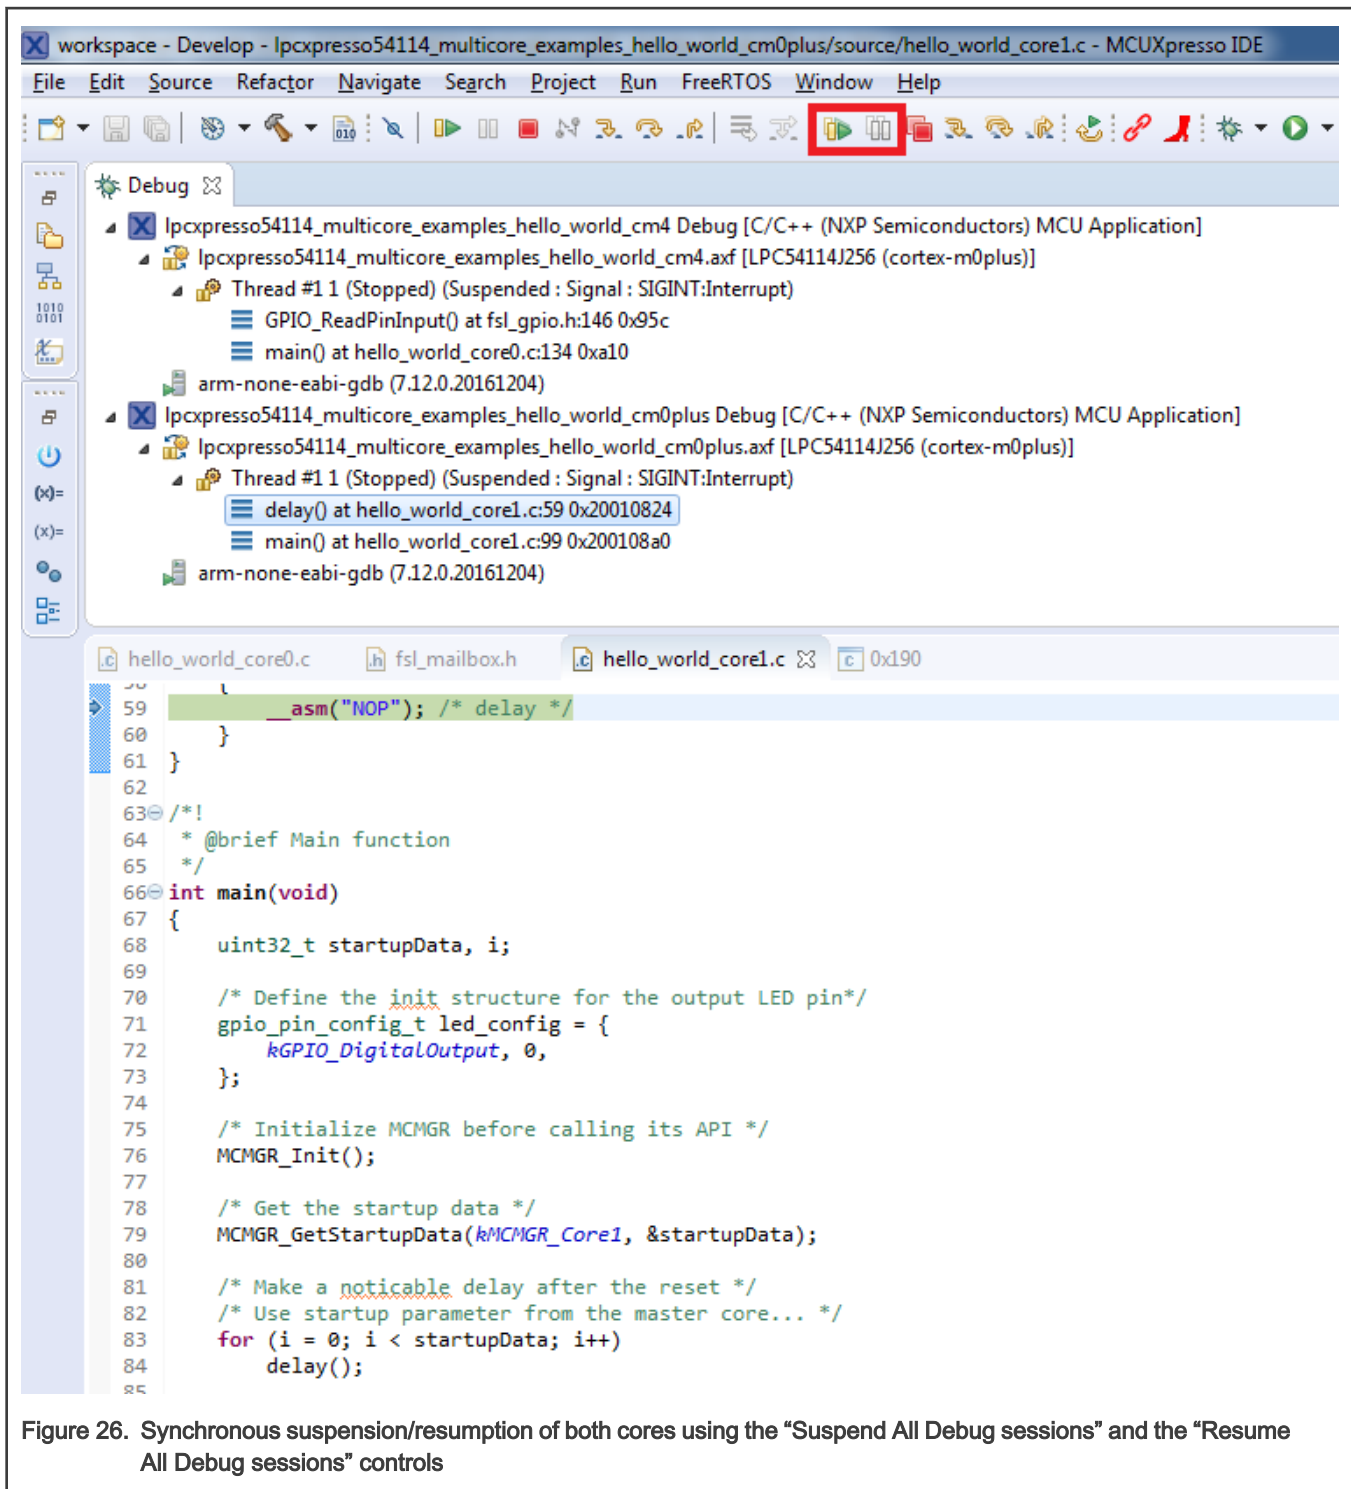 workspace - Develop - lpcxpresso54114_multicore_examples_hello_world_cm0plus/source/hello_world_core1.c - MCUXpresso IDE
File Edit Source Refactor Navigate Search Project Run FreeRTOS Window Help
010
Debug
lpcxpresso54114_multicore_examples_hello_world_cm4 Debug [C/C++ (NXP Semiconductors) MCU Application]
lpcxpresso54114_multicore_examples_hello_world_cm4.axf [LPC54114J256 (cortex-m0plus)]
Thread #1 1 (Stopped) (Suspended : Signal : SIGINT:Interrupt)
GPIO_ReadPinInput() at fsl_gpio.h:146 0x95c
main() at hello_world_core0.c:134 0xa10
arm-none-eabi-gdb (7.12.0.20161204)
lpcxpresso54114_multicore_examples_hello_world_cm0plus Debug [C/C++ (NXP Semiconductors) MCU Application]
lpcxpresso54114_multicore_examples_hello_world_cm0plus.axf [LPC54114J256 (cortex-m0plus)]
Thread #1 1 (Stopped) (Suspended : Signal : SIGINT:Interrupt)
delay() at hello_world_core1.c:59 0x20010824
main() at hello_world_core1.c:99 0x200108a0
arm-none-eabi-gdb (7.12.0.20161204)
1010
0101
(x)=
(x)=
.c hello_world_core0.c .h fsl_mailbox.h .c hello_world_core1.c c 0x190
58 {
59 __asm("NOP"); /* delay */
60 }
61 }
62
63 /*!
64 * @brief Main function
65 */
66 int main(void)
67 {
68 uint32_t startupData, i;
69
70 /* Define the init structure for the output LED pin*/
71 gpio_pin_config_t led_config = {
72 kGPIO_DigitalOutput, 0,
73 };
74
75 /* Initialize MCMGR before calling its API */
76 MCMGR_Init();
77
78 /* Get the startup data */
79 MCMGR_GetStartupData(kMCMGR_Core1, &startupData);
80
81 /* Make a noticable delay after the reset */
82 /* Use startup parameter from the master core... */
83 for (i = 0; i < startupData; i++)
84 delay();
85
Figure 26. Synchronous suspension/resumption of both cores using the “Suspend All Debug sessions” and the “Resume
All Debug sessions” controls